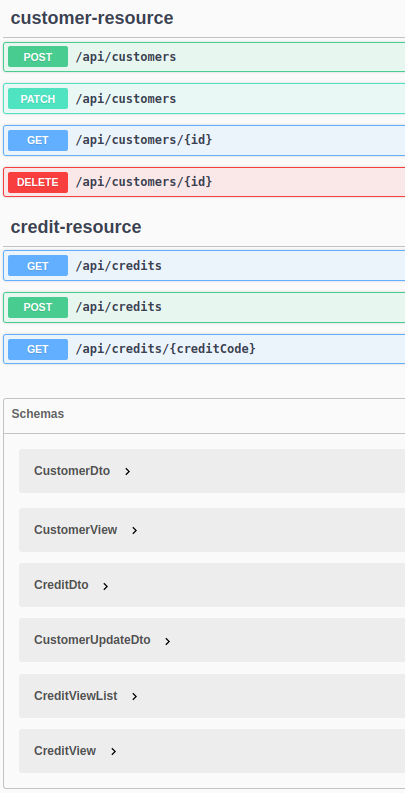 customer-resource
POST /api/customers
PATCH /api/customers
GET /api/customers/{id}
DELETE /api/customers/{id}
credit-resource
GET /api/credits
POST /api/credits
GET /api/credits/{creditCode}
Schemas
CustomerDto
CustomerView
CreditDto
CustomerUpdateDto
CreditViewList
CreditView